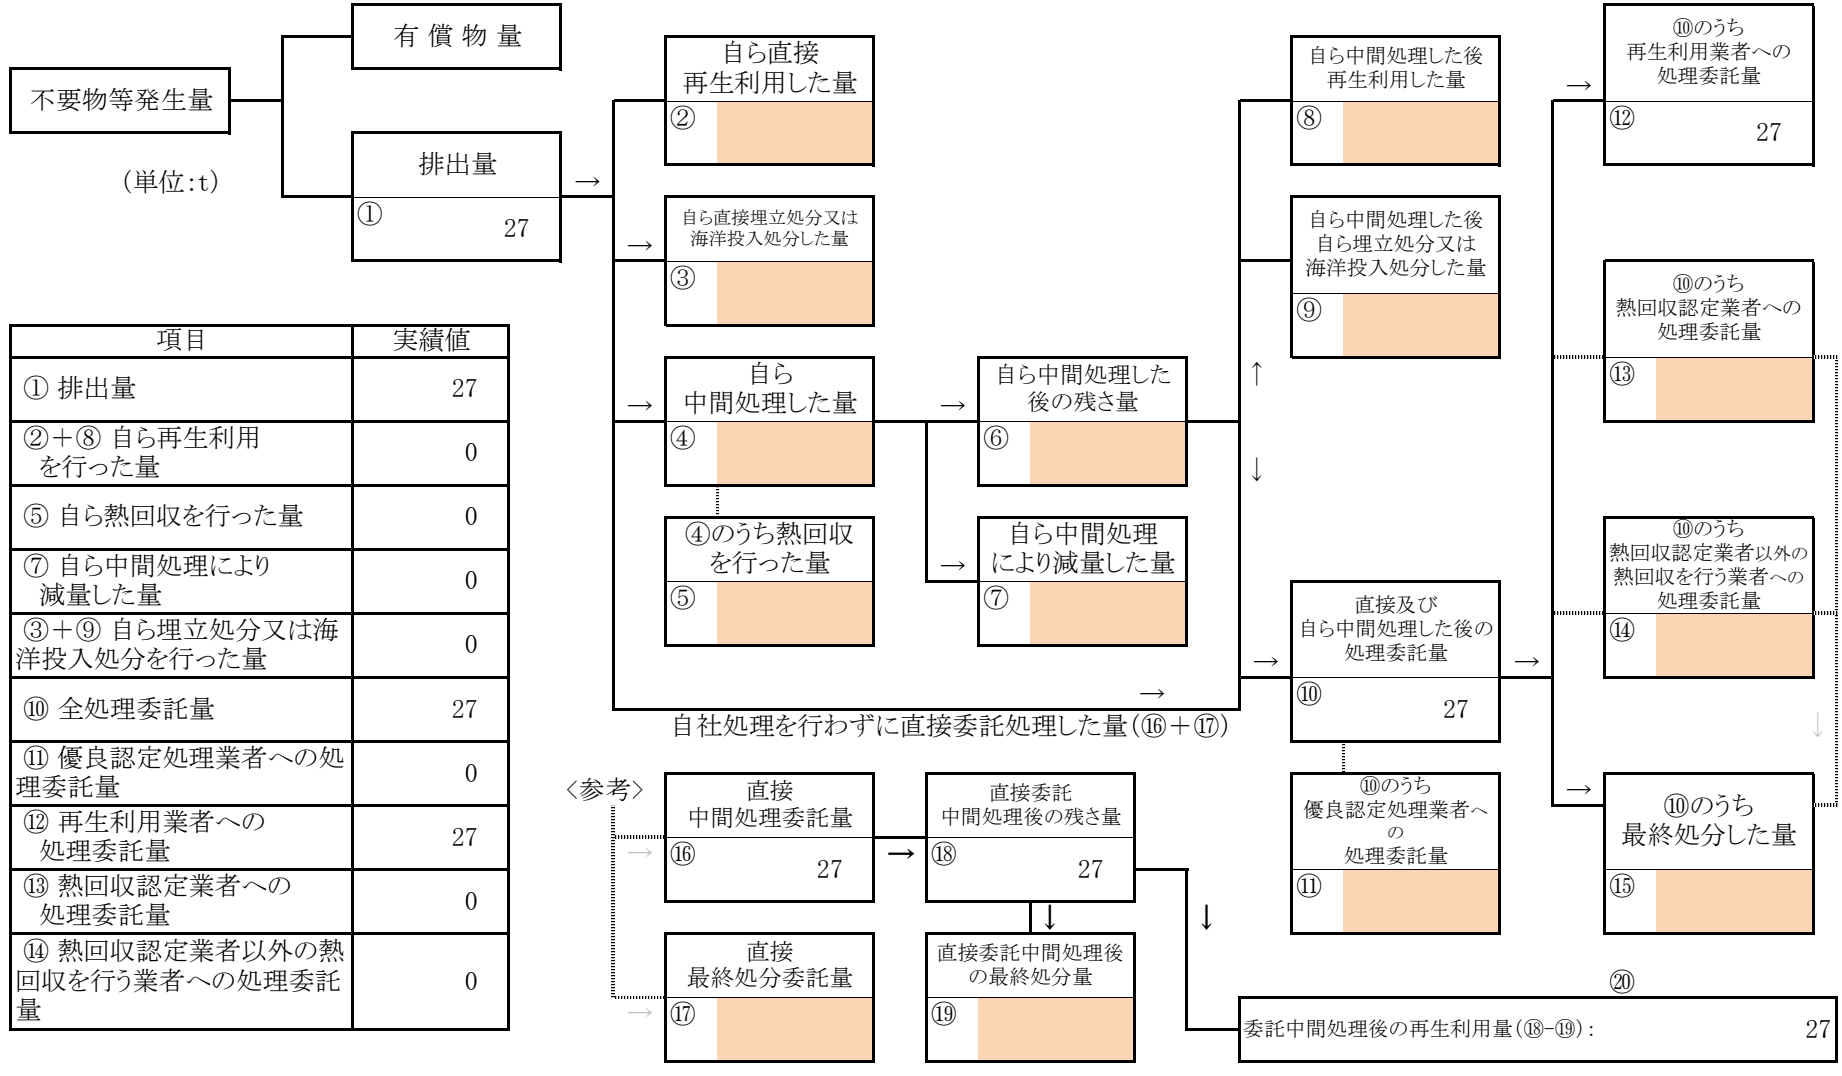 有 償 物 量
不要物等発生量
(単位:t)
排出量
①
27
→
自ら直接
再生利用した量
②
→
自ら直接埋立処分又は
海洋投入処分した量
③
→
自ら
中間処理した量
④
④のうち熱回収
を行った量
⑤
→
自ら中間処理した
後の残さ量
⑥
→
自ら中間処理
により減量した量
⑦
自ら中間処理した後
再生利用した量
⑧
自ら中間処理した後
自ら埋立処分又は
海洋投入処分した量
⑨
↑
↓
→
自社処理を行わずに直接委託処理した量(⑯+⑰)
→
直接及び
自ら中間処理した後の
処理委託量
⑩
27
→
⑩のうち
優良認定処理業者へ
の
処理委託量
⑪
→
⑩のうち
再生利用業者への
処理委託量
⑫
27
⑩のうち
熱回収認定業者への
処理委託量
⑬
⑩のうち
熱回収認定業者以外の
熱回収を行う業者への
処理委託量
⑭
↓
→
⑩のうち
最終処分した量
⑮
項目 実績値
① 排出量 27
②+⑧ 自ら再生利用
を行った量
0
⑤ 自ら熱回収を行った量 0
⑦ 自ら中間処理により
減量した量
0
③+⑨ 自ら埋立処分又は海
洋投入処分を行った量
0
⑩ 全処理委託量 27
⑪ 優良認定処理業者への処
理委託量
0
⑫ 再生利用業者への
処理委託量
27
⑬ 熱回収認定業者への
処理委託量
0
⑭ 熱回収認定業者以外の熱
回収を行う業者への処理委託
量
0
<参考>
→
直接
中間処理委託量
⑯
27
→
直接委託
中間処理後の残さ量
⑱
27
↓
↓
→
直接
最終処分委託量
⑰
直接委託中間処理後
の最終処分量
⑲
⑳
委託中間処理後の再生利用量(⑱-⑲): 27